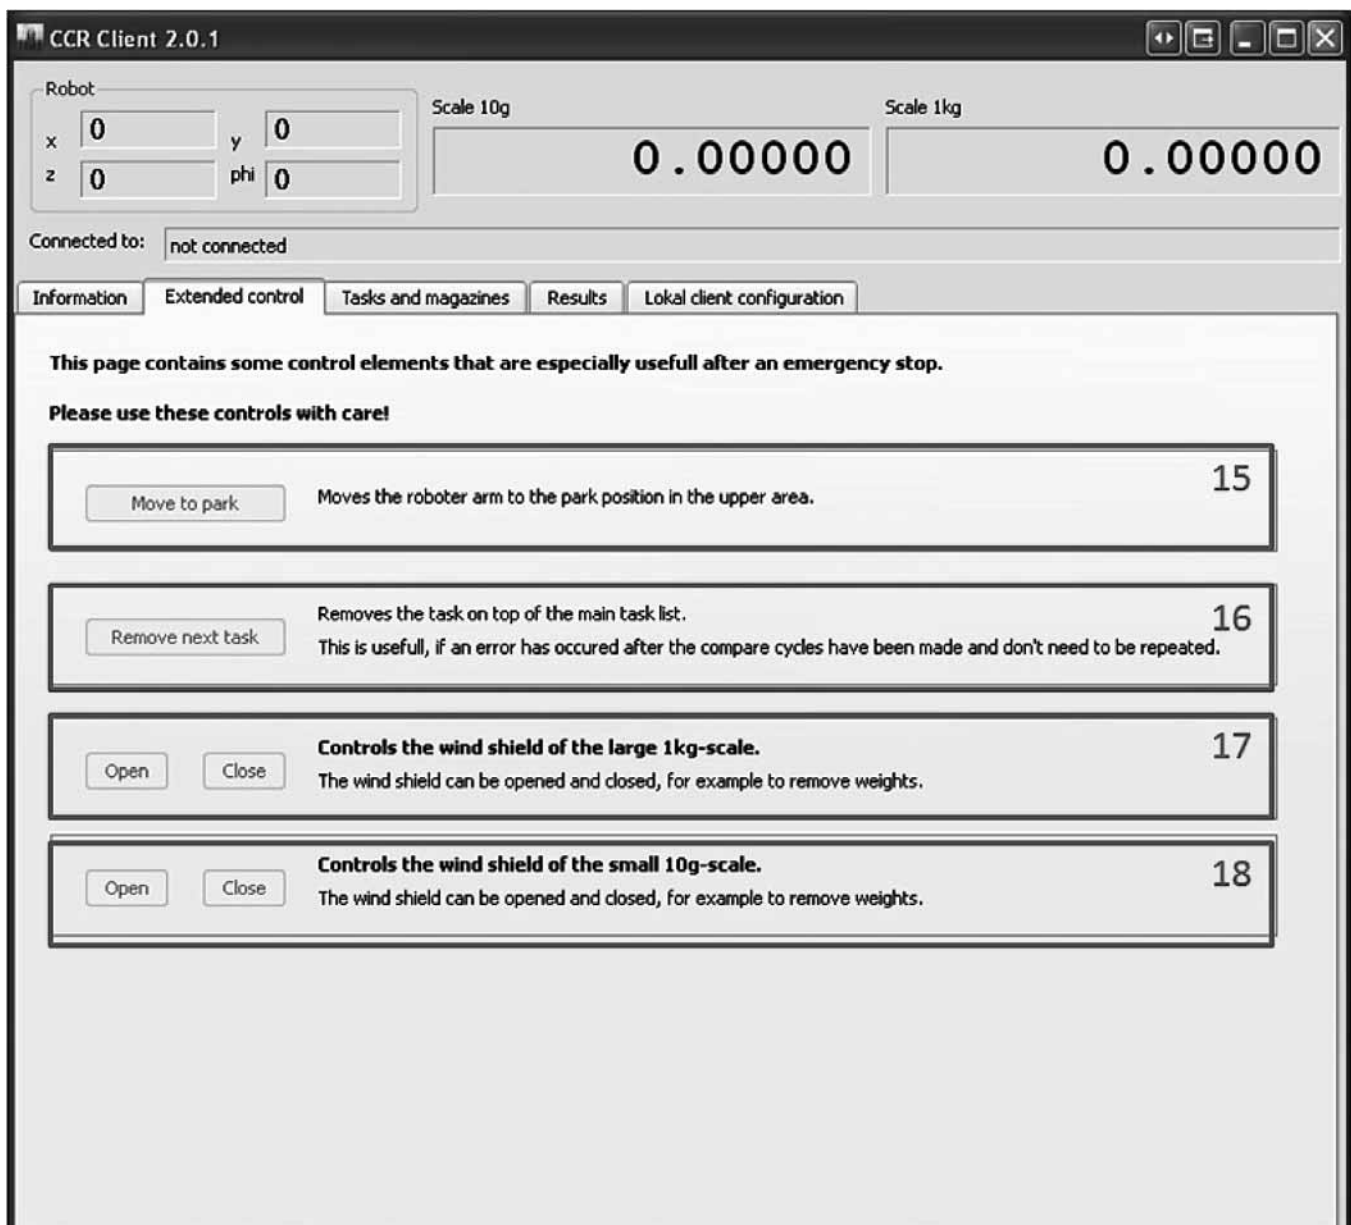 CCR Client 2.0.1
Robot
x 0 y 0
z 0 phi 0
Scale 10g
0.00000
Scale 1kg
0.00000
Connected to: not connected
Information Extended control Tasks and magazines Results Lokal client configuration
This page contains some control elements that are especially usefull after an emergency stop.
Please use these controls with care!
15
Move to park Moves the roboter arm to the park position in the upper area.
Removes the task on top of the main task list. 16
Remove next task
This is usefull, if an error has occured after the compare cycles have been made and don't need to be repeated.
Controls the wind shield of the large 1kg-scale. 17
Open Close
The wind shield can be opened and closed, for example to remove weights.
Controls the wind shield of the small 10g-scale. 18
Open Close
The wind shield can be opened and closed, for example to remove weights.